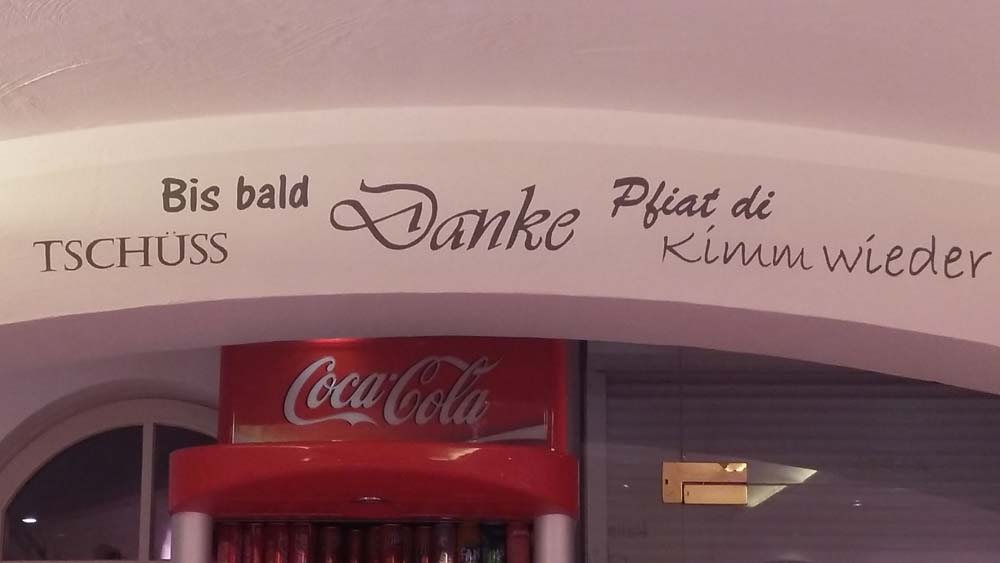 Bis bald
TSCHÜSS
Danke
Pfiat di
Kimm wieder
Coca-Cola